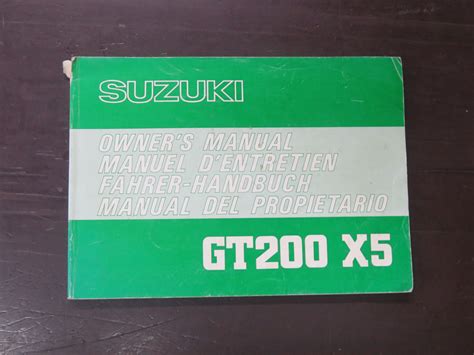 SUZUKI
OWNER'S MANUAL
MANUEL D'ENTRETIEN
FAHRER-HANDBUCH
MANUAL DEL PROPIETARIO
GT200 X5